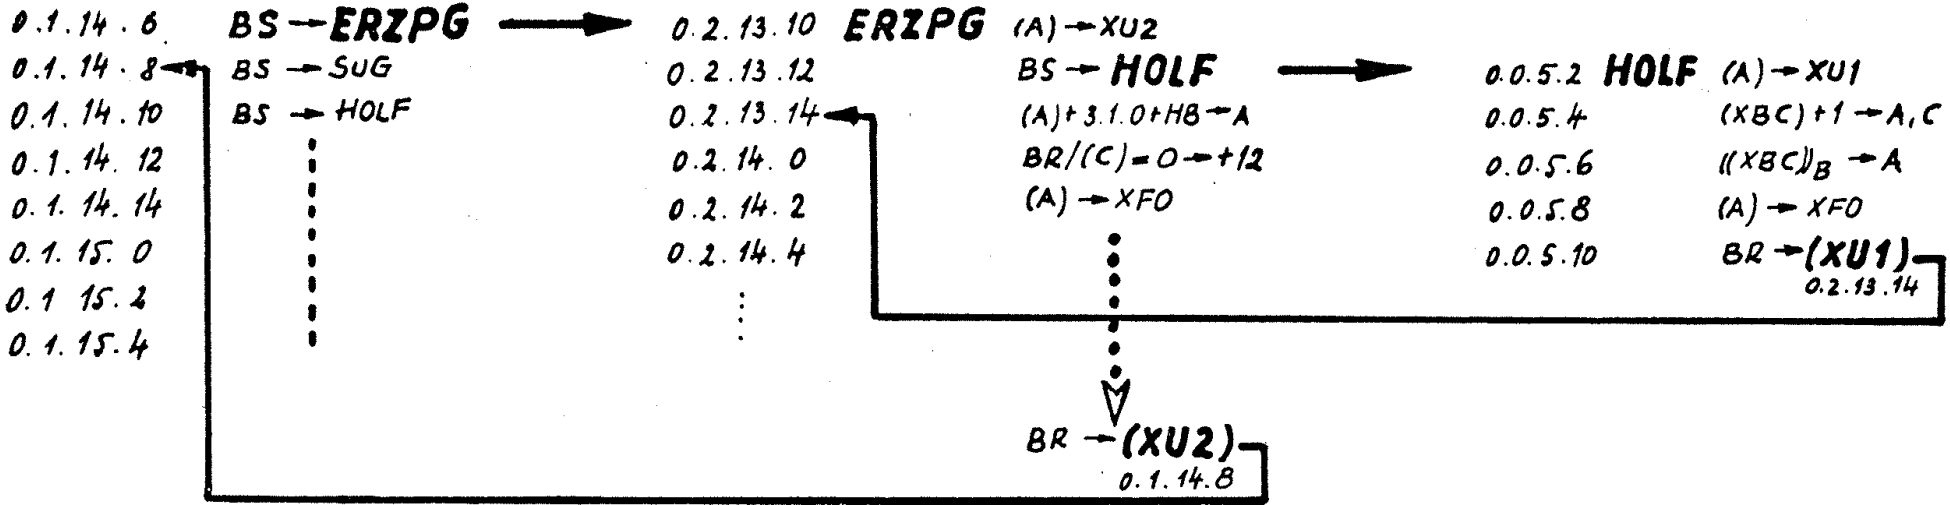 0.1.14.6 BS → ERZPG → 0.2.13.10 ERZPG (A) → XU2
0.1.14.8 BS → SUG 0.2.13.12 BS → HOLF → 0.0.5.2 HOLF (A) → XU1
0.1.14.10 BS → HOLF 0.2.13.14 (A)+3.1.0+HB → A 0.0.5.4 (XBC)+1 → A,C
0.1.14.12 0.2.14.0 BR/(C)=0 → +12 0.0.5.6 ((XBC))B → A
0.1.14.14 0.2.14.2 (A) → XFO 0.0.5.8 (A) → XFO
0.1.15.0 0.2.14.4 0.0.5.10 BR → (XU1)
0.1 15.2 0.2.13.14
0.1.15.4
BR → (XU2)
0.1.14.8